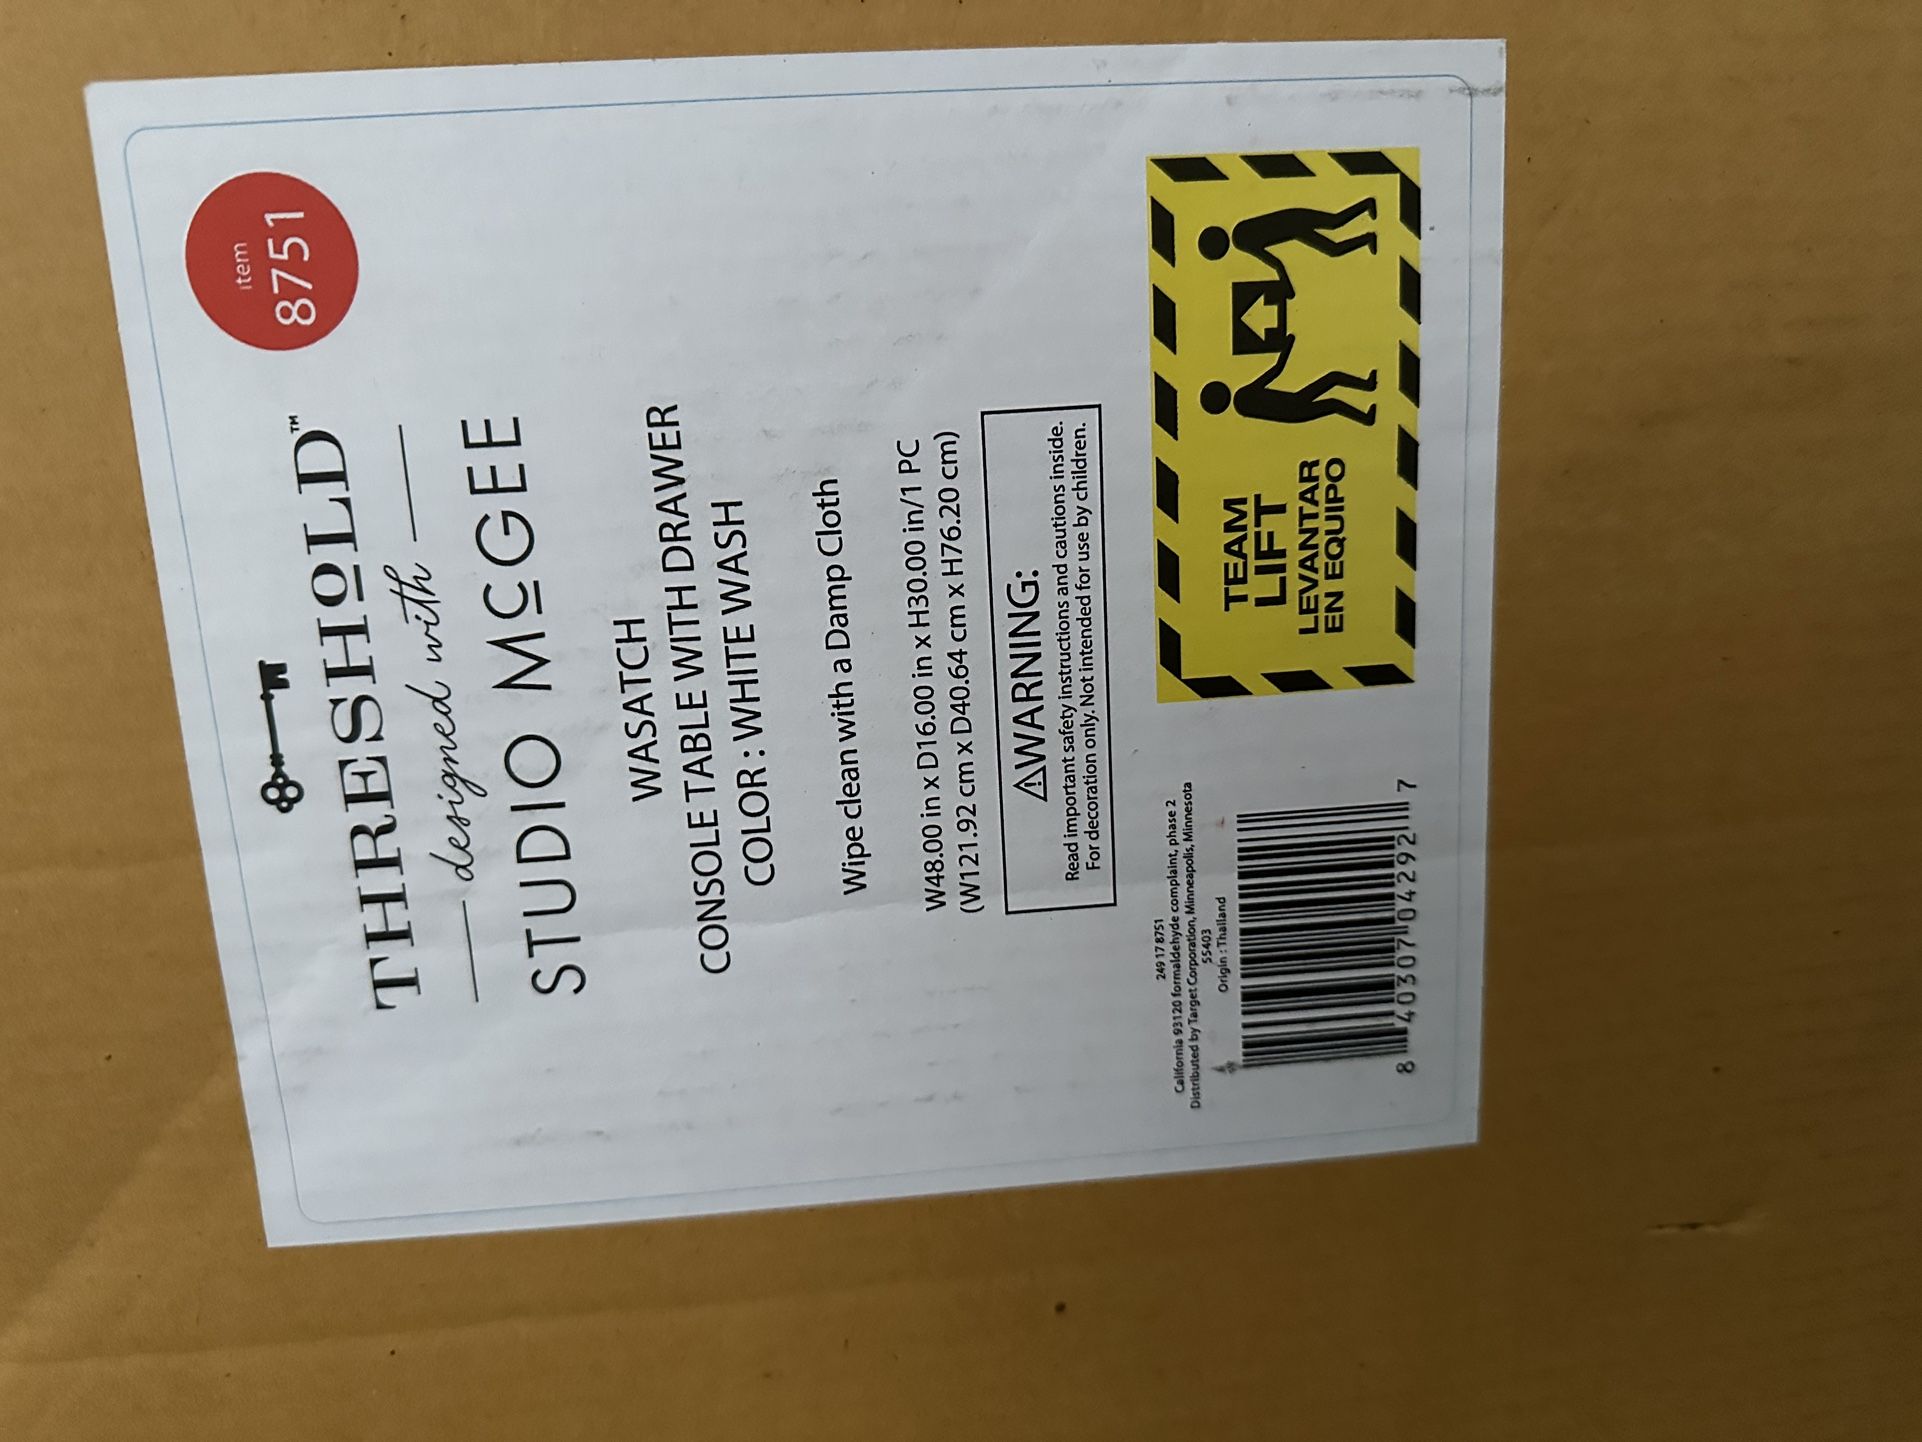 item
8751
THRESHOLD™
designed with
STUDIO McGEE
WASATCH
CONSOLE TABLE WITH DRAWER
COLOR : WHITE WASH
Wipe clean with a Damp Cloth
W48.00 in x D16.00 in x H30.00 in/1 PC
(W121.92 cm x D40.64 cm x H76.20 cm)
⚠WARNING:
Read important safety instructions and cautions inside.
For decoration only. Not intended for use by children.
249 17 8751
California 93120 formaldehyde complaint, phase 2
Distributed by Target Corporation, Minneapolis, Minnesota
55403
Origin : Thailand
8 40307 04292 7
TEAM
LIFT
LEVANTAR
EN EQUIPO